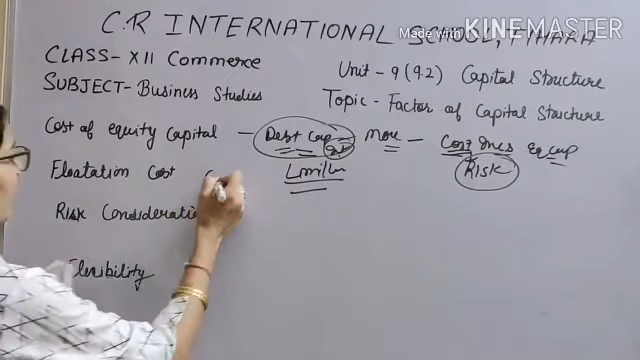 Made with KINEMASTER
C.R INTERNATIONAL SCHOOL,
CLASS - XII Commerce
SUBJECT - Business Studies
Unit - 9 (9.2) Capital Structure
Topic - Factor of Capital Structure
Cost of equity Capital - Debt Cap more - Cost Incs Eq cap
Risk
Floatation Cost
Risk Consideratio
Flexibility